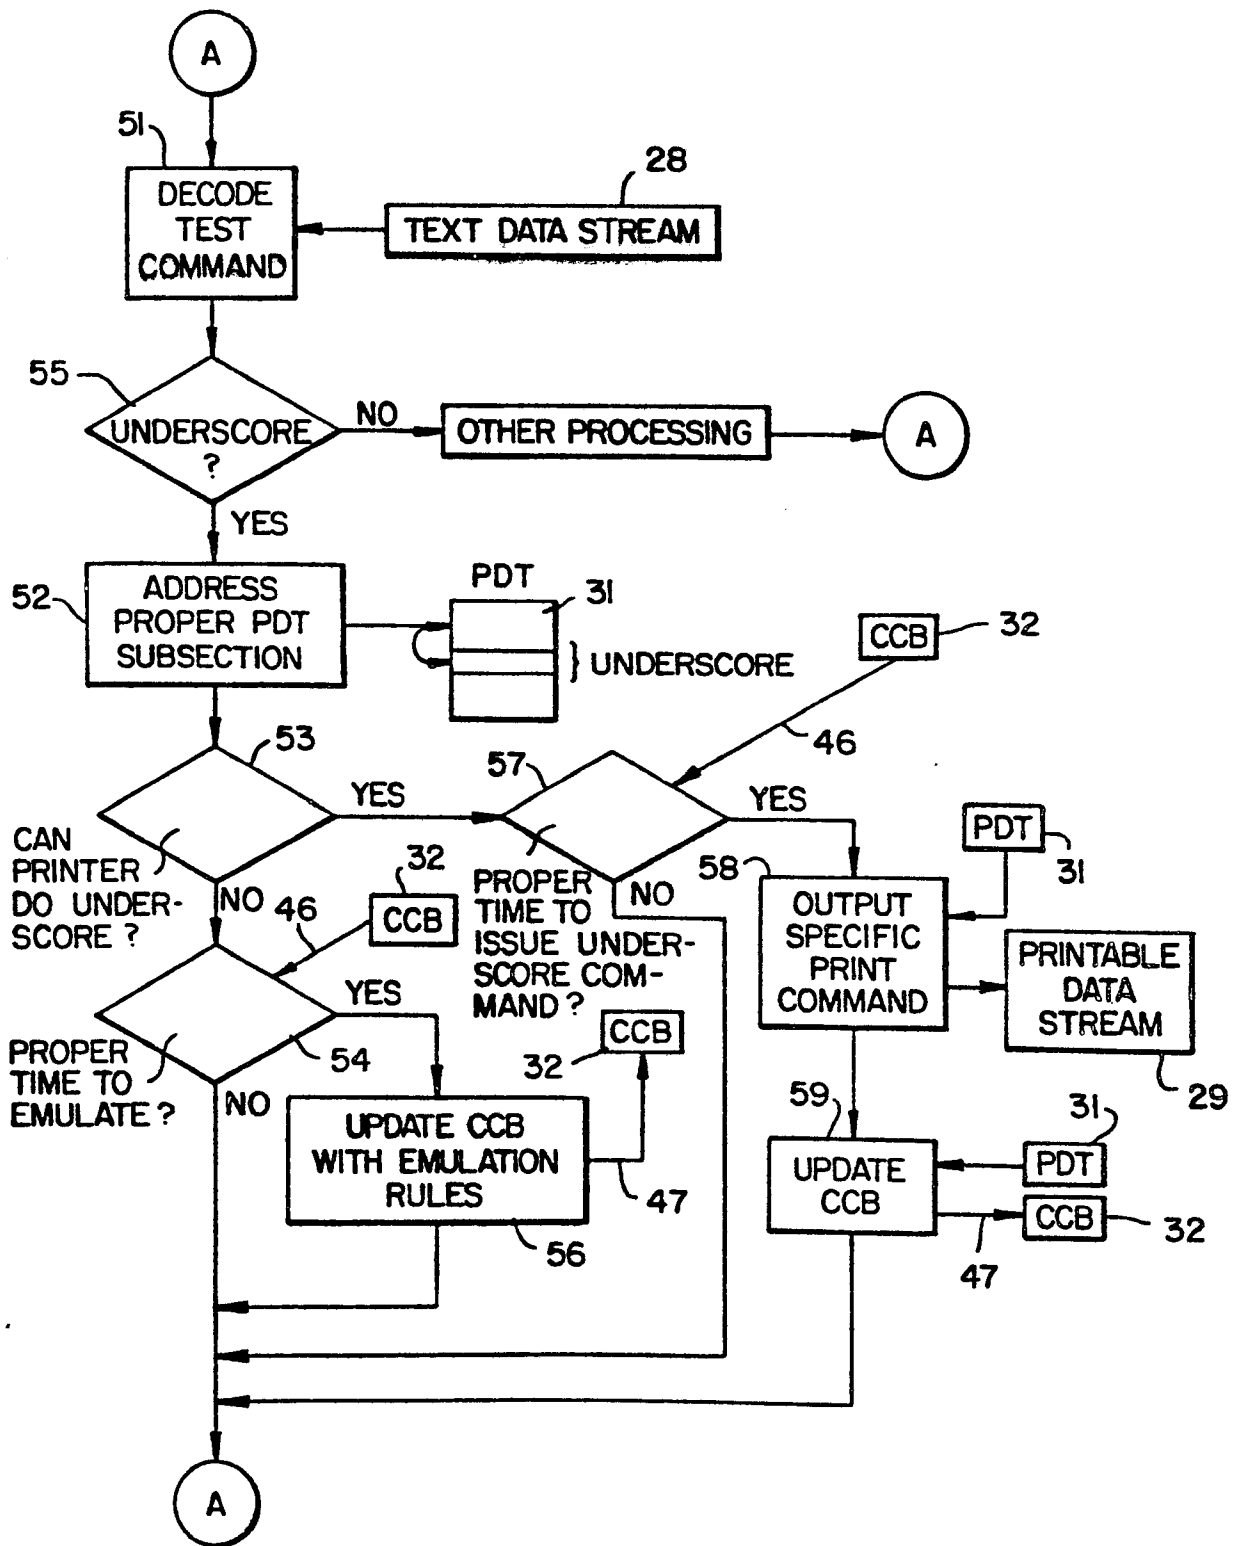 A
51
DECODE
TEST
COMMAND
28
TEXT DATA STREAM
55
UNDERSCORE
?
NO
OTHER PROCESSING
A
YES
52
ADDRESS
PROPER PDT
SUBSECTION
PDT
31
} UNDERSCORE
CCB
32
46
53
CAN
PRINTER
DO UNDER-
SCORE ?
YES
NO
57
PROPER
TIME TO
ISSUE UNDER-
SCORE COM-
MAND ?
YES
NO
PDT
31
58
OUTPUT
SPECIFIC
PRINT
COMMAND
PRINTABLE
DATA
STREAM
29
32
CCB
46
54
PROPER
TIME TO
EMULATE ?
YES
NO
UPDATE CCB
WITH EMULATION
RULES
56
47
CCB
32
59
UPDATE
CCB
31
PDT
CCB
32
47
A